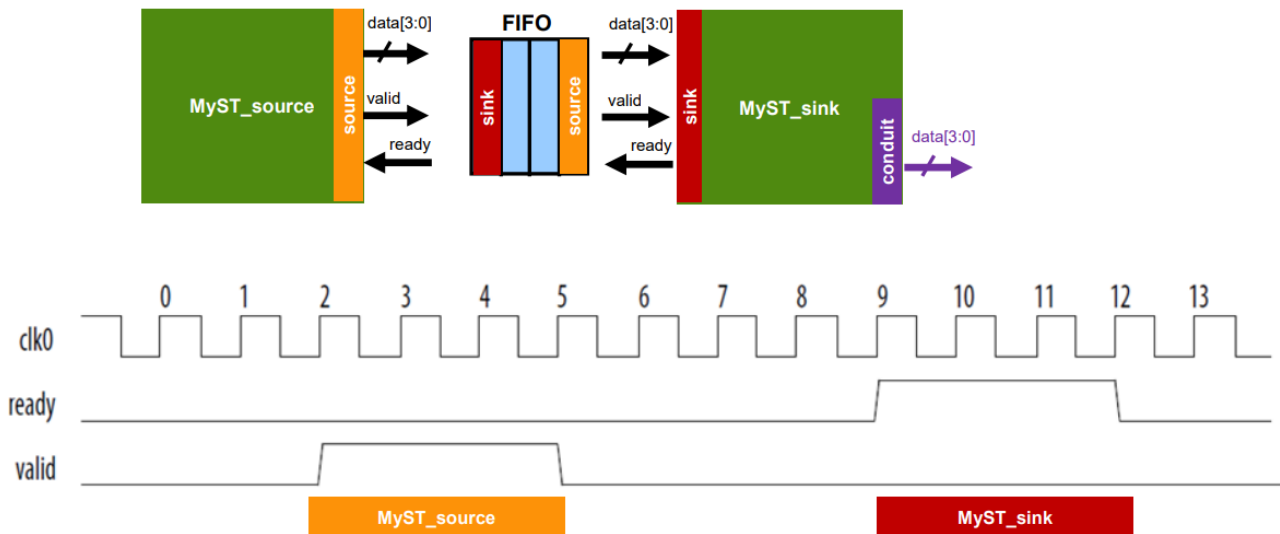 data[3:0]
FIFO
data[3:0]
MyST_source
source
valid
ready
sink
source
valid
ready
sink
MyST_sink
conduit
data[3:0]
0 1 2 3 4 5 6 7 8 9 10 11 12 13
clk0
ready
valid
MyST_source
MyST_sink